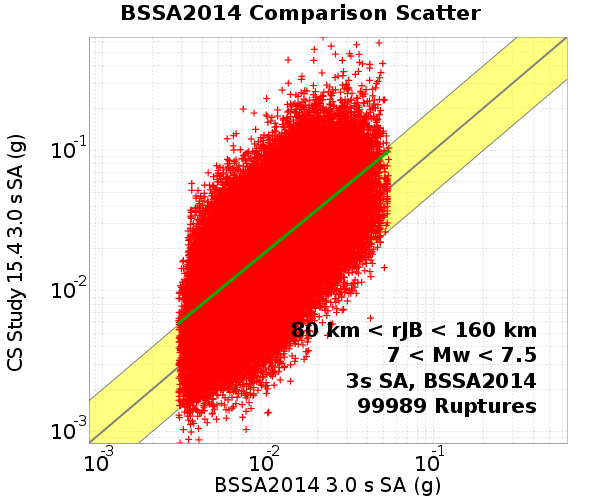 BSSA2014 Comparison Scatter
CS Study 15.4 3.0 s SA (g)
10-1
10-2
10-3
80 km < rJB < 160 km
7 < Mw < 7.5
3s SA, BSSA2014
99989 Ruptures
10-3 10-2 10-1
BSSA2014 3.0 s SA (g)